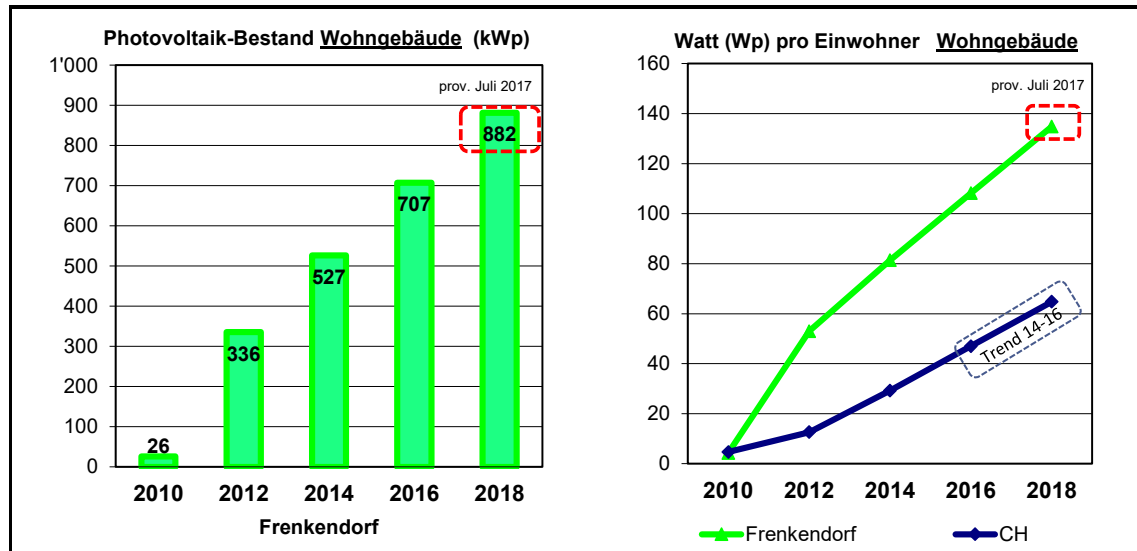 Photovoltaik-Bestand Wohngebäude (kWp)
1'000
900
800
700
600
500
400
300
200
100
0
prov. Juli 2017
26
336
527
707
882
2010 2012 2014 2016 2018
Frenkendorf
Watt (Wp) pro Einwohner Wohngebäude
160
140
120
100
80
60
40
20
0
prov. Juli 2017
Trend 14-16
2010 2012 2014 2016 2018
Frenkendorf CH